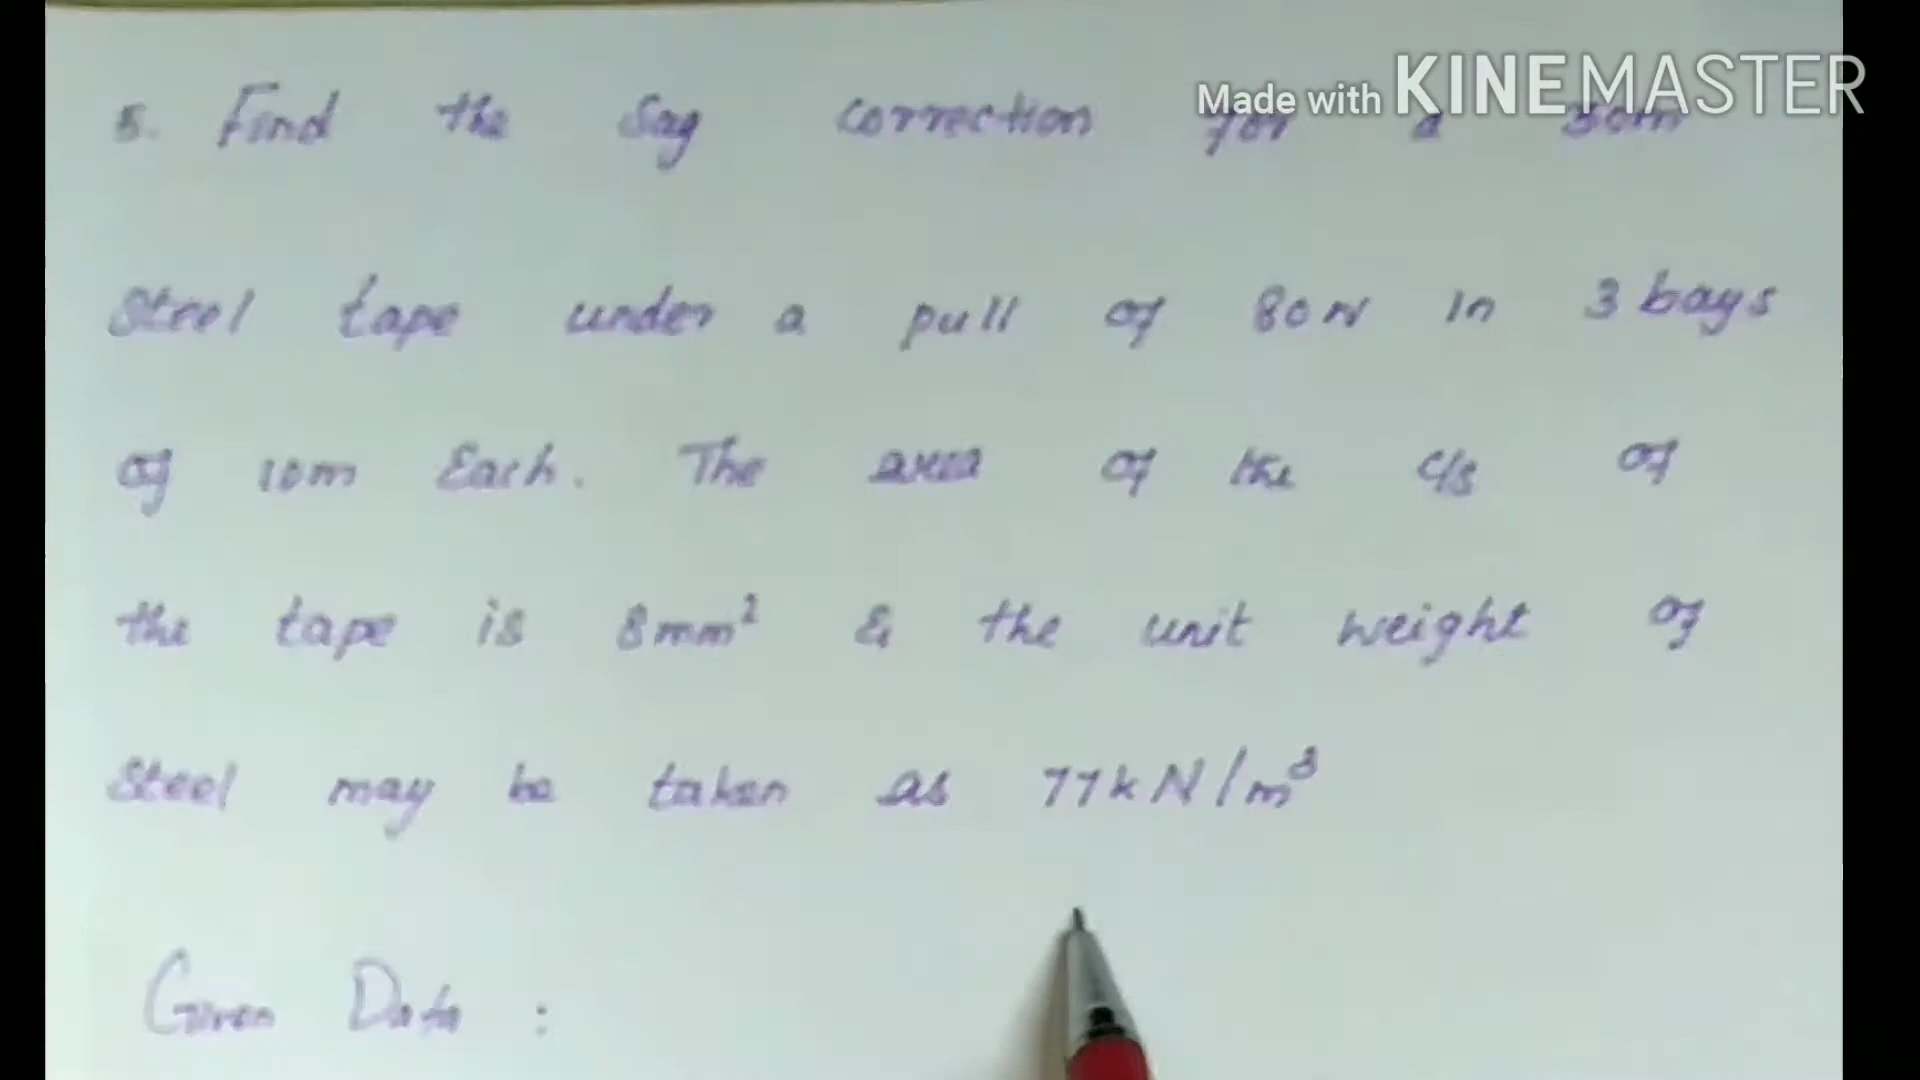 Made with KINEMASTER
5. Find the Sag correction for a 30m
Steel tape under a pull of 80N in 3 bays
of 10m Each. The area of the c/s of
the tape is 8mm² & the unit weight of
Steel may be taken as 77kN/m³
Given Data :